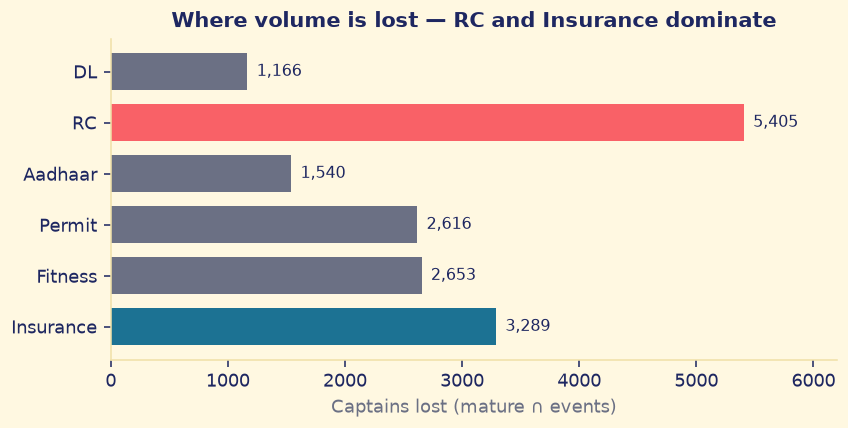 Where volume is lost — RC and Insurance dominate
DL
1,166
RC
5,405
Aadhaar
1,540
Permit
2,616
Fitness
2,653
Insurance
3,289
0 1000 2000 3000 4000 5000 6000
Captains lost (mature ∩ events)